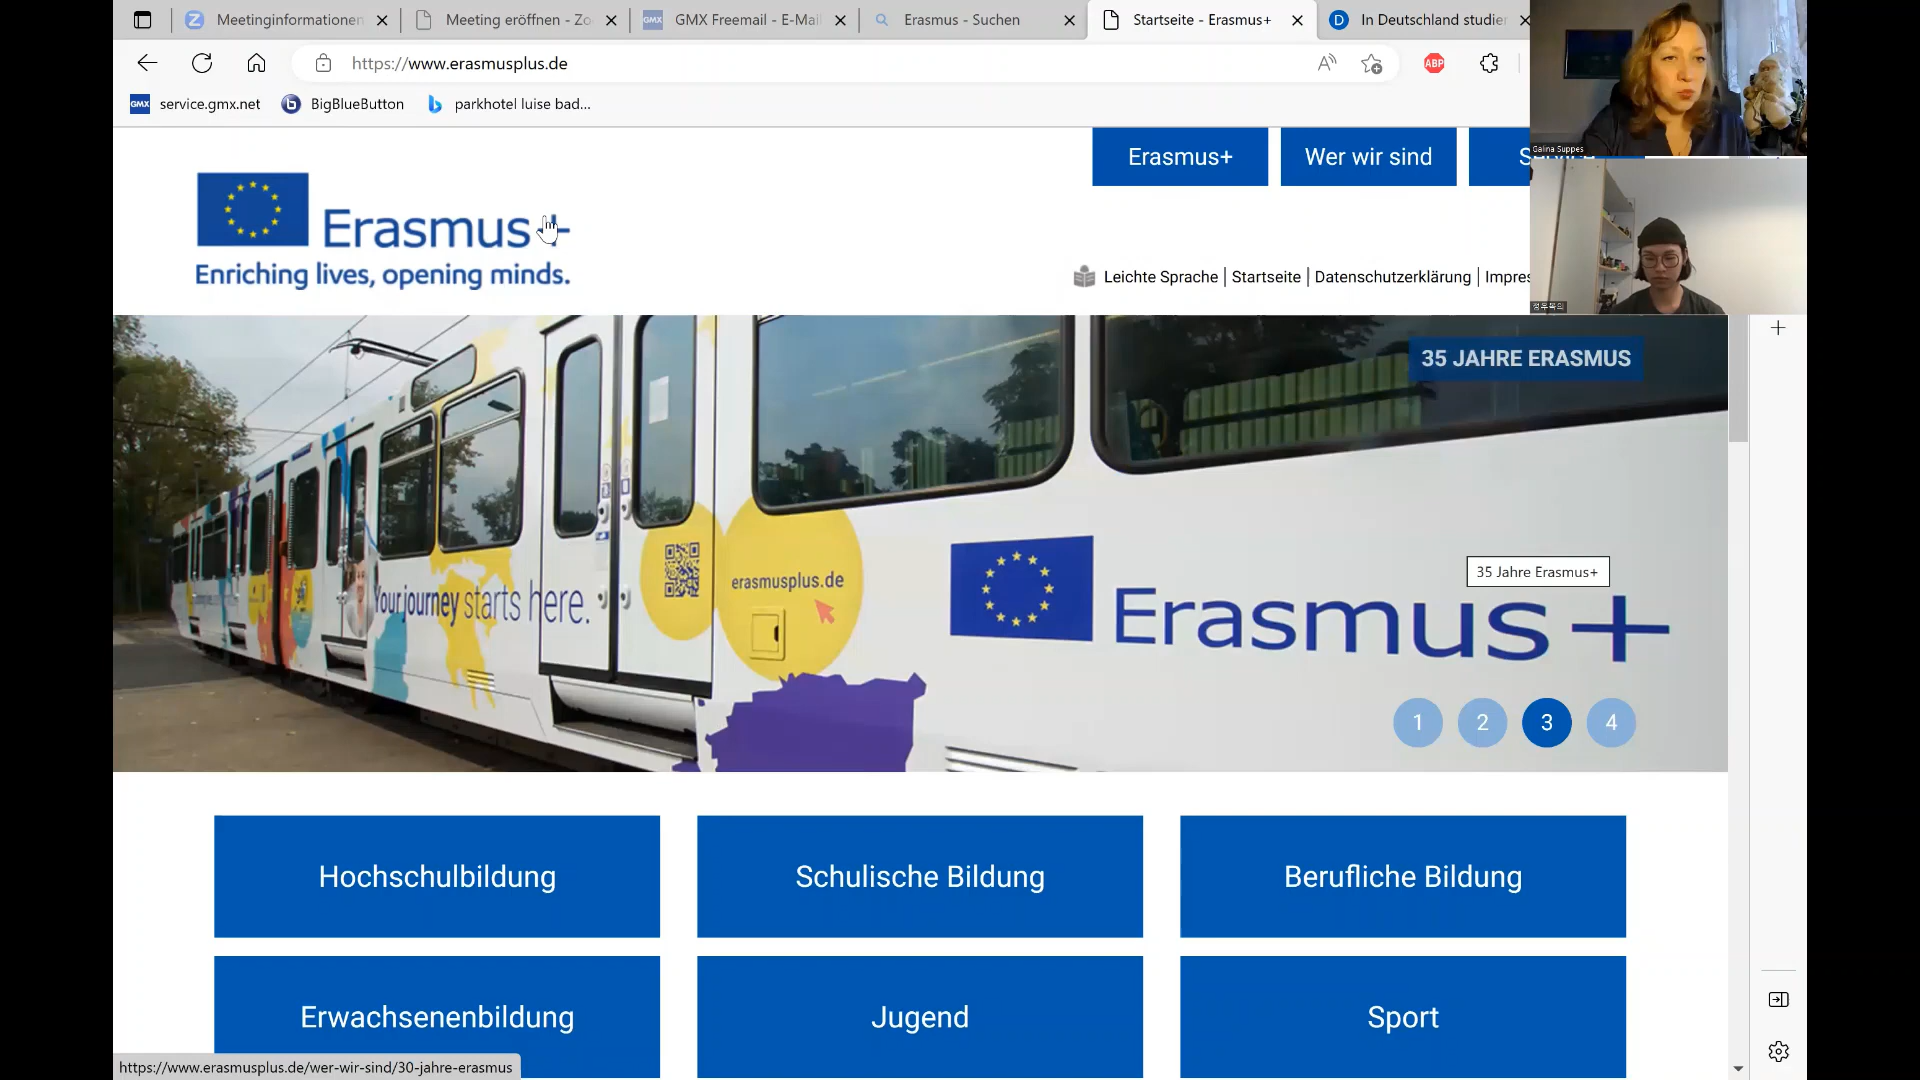 Meetinginformationen
Meeting eröffnen - Zo
GMX Freemail - E-Mail
Erasmus - Suchen
Startseite - Erasmus+
In Deutschland studier
https://www.erasmusplus.de
ABP
service.gmx.net
BigBlueButton
parkhotel luise bad...
Galina Suppes
Erasmus+
Wer wir sind
Erasmus+
Enriching lives, opening minds.
Leichte Sprache | Startseite | Datenschutzerklärung | Impres
35 JAHRE ERASMUS
35 Jahre Erasmus+
Your journey starts here.
erasmusplus.de
Erasmus+
1
2
3
4
Hochschulbildung
Schulische Bildung
Berufliche Bildung
Erwachsenenbildung
Jugend
Sport
https://www.erasmusplus.de/wer-wir-sind/30-jahre-erasmus